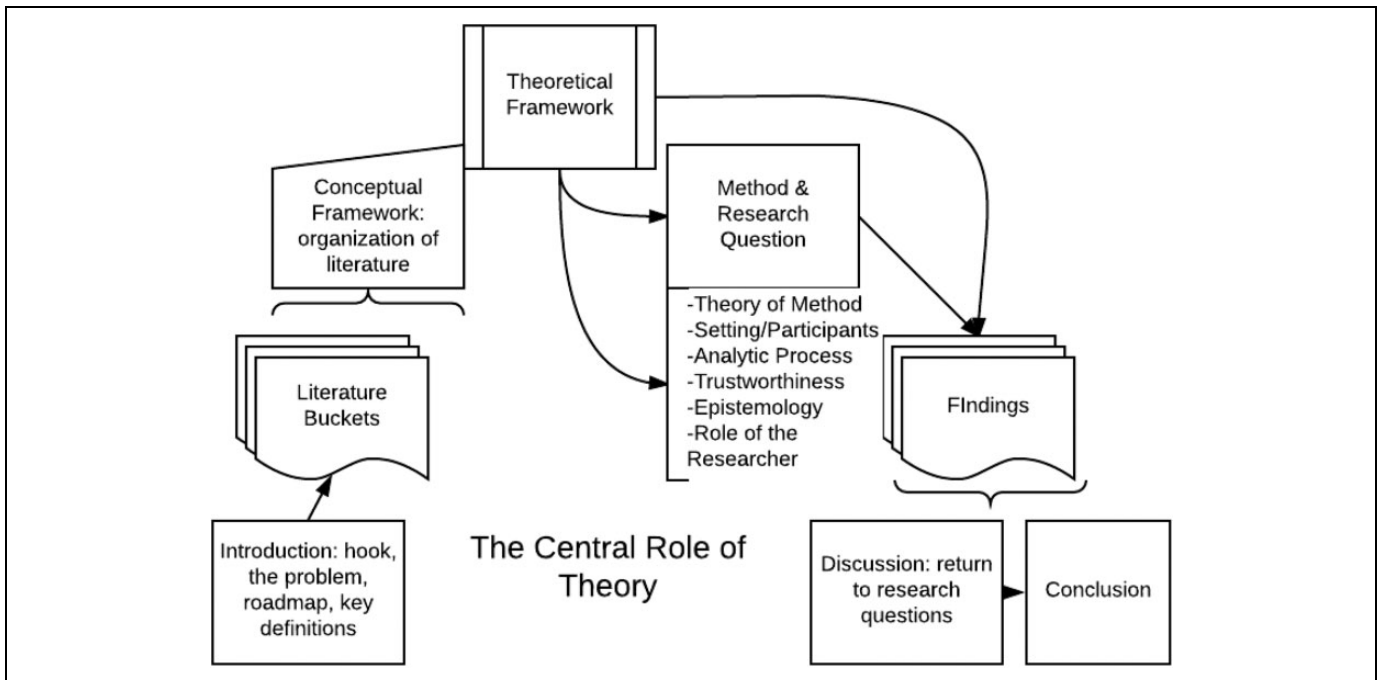 Theoretical
Framework
Conceptual
Framework:
organization of
literature
Method &
Research
Question
-Theory of Method
-Setting/Participants
-Analytic Process
-Trustworthiness
-Epistemology
-Role of the
Researcher
Literature
Buckets
FIndings
Introduction: hook,
the problem,
roadmap, key
definitions
The Central Role of
Theory
Discussion: return
to research
questions
Conclusion